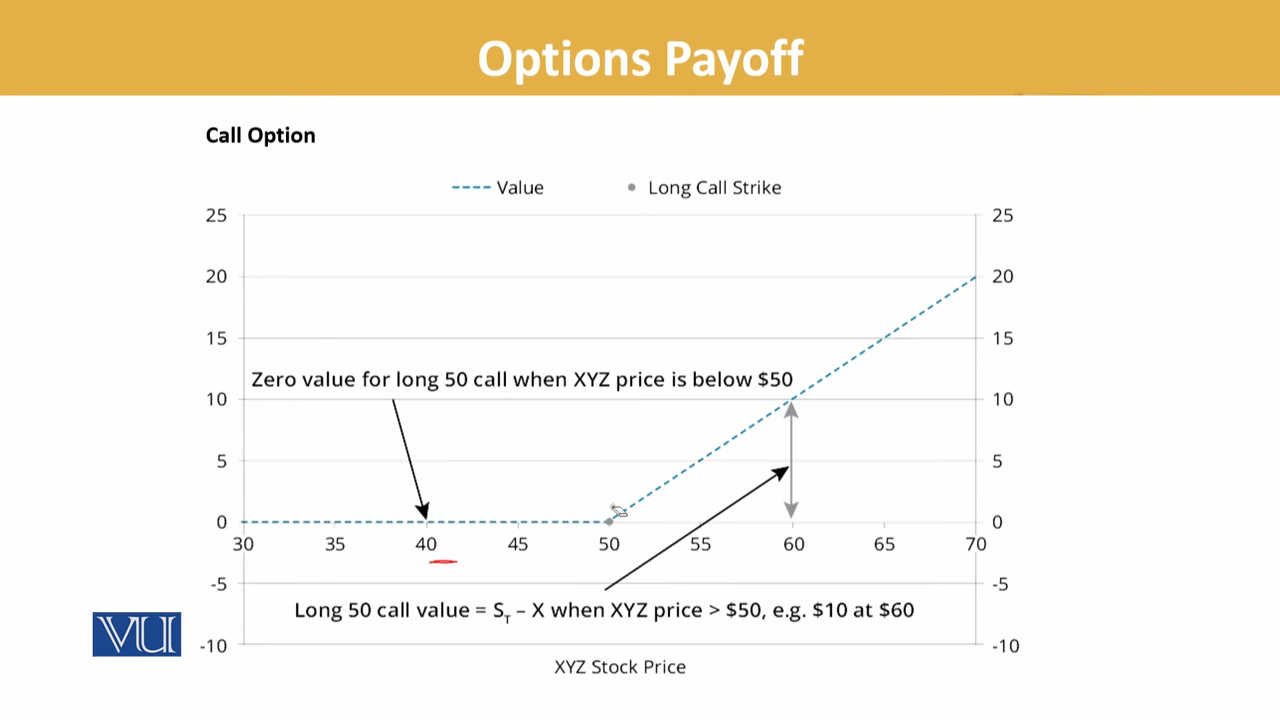 Options Payoff
Call Option
Value
Long Call Strike
25 25
20 20
15 15
Zero value for long 50 call when XYZ price is below $50
10 10
5 5
0 0
30 35 40 45 50 55 60 65 70
-5 -5
Long 50 call value = S_T – X when XYZ price > $50, e.g. $10 at $60
VU
-10 -10
XYZ Stock Price